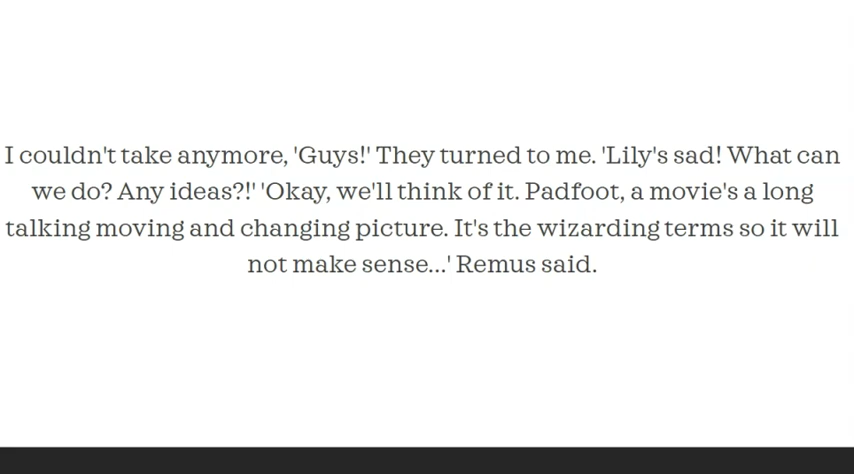 I couldn't take anymore, 'Guys!' They turned to me. 'Lily's sad! What can
we do? Any ideas?!' 'Okay, we'll think of it. Padfoot, a movie's a long
talking moving and changing picture. It's the wizarding terms so it will
not make sense...' Remus said.